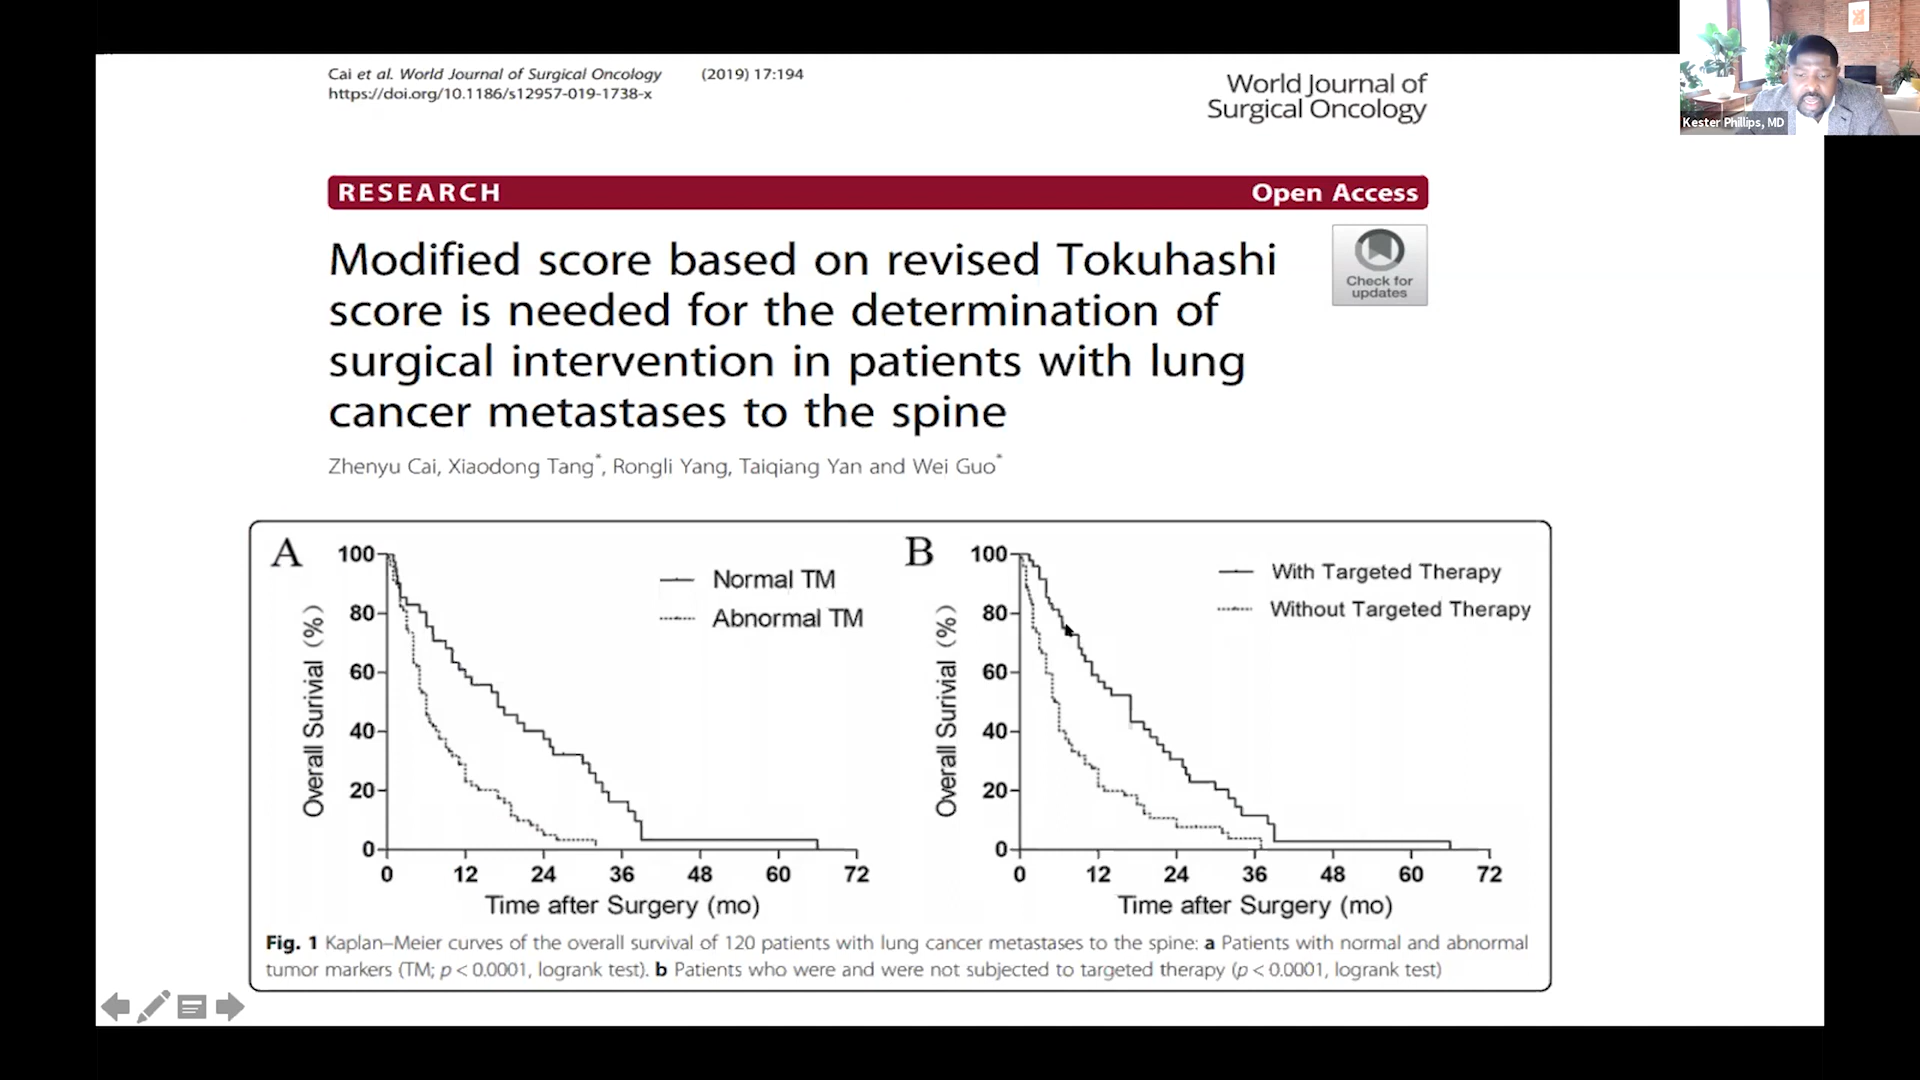 Cai et al. World Journal of Surgical Oncology (2019) 17:194
https://doi.org/10.1186/s12957-019-1738-x
World Journal of
Surgical Oncology
Kester Phillips, MD
RESEARCH Open Access
Modified score based on revised Tokuhashi
score is needed for the determination of
surgical intervention in patients with lung
cancer metastases to the spine
Check for
updates
Zhenyu Cai, Xiaodong Tang*, Rongli Yang, Taiqiang Yan and Wei Guo*
A
100
80
60
40
20
0
Overall Surivial (%)
Normal TM
Abnormal TM
0 12 24 36 48 60 72
Time after Surgery (mo)
B
100
80
60
40
20
0
Overall Surivial (%)
With Targeted Therapy
Without Targeted Therapy
0 12 24 36 48 60 72
Time after Surgery (mo)
Fig. 1 Kaplan–Meier curves of the overall survival of 120 patients with lung cancer metastases to the spine: a Patients with normal and abnormal
tumor markers (TM; p < 0.0001, logrank test). b Patients who were and were not subjected to targeted therapy (p < 0.0001, logrank test)